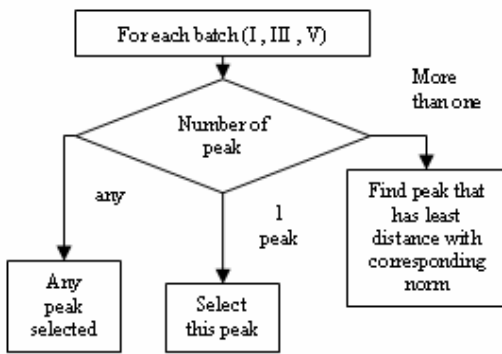 For each batch (I , III , V)
More
than one
Number of
peak
any
1
peak
Find peak that
has least
distance with
corresponding
norm
Any
peak
selected
Select
this peak